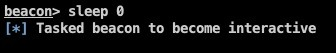 beacon> sleep 0
[*] Tasked beacon to become interactive